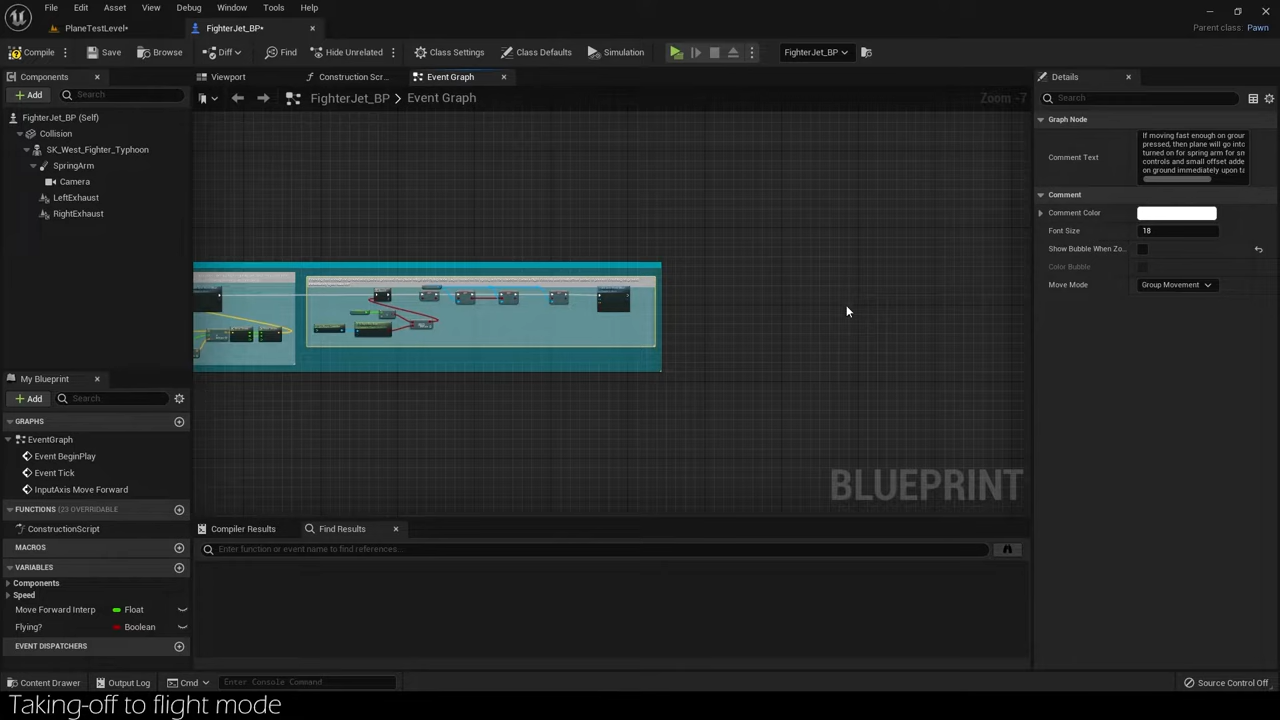 File Edit Asset View Debug Window Tools Help
PlaneTestLevel* FighterJet_BP*
Parent class: Pawn
Compile Save Browse Diff Find Hide Unrelated Class Settings Class Defaults Simulation FighterJet_BP
Components
Add Search
FighterJet_BP (Self)
Collision
SK_West_Fighter_Typhoon
SpringArm
Camera
LeftExhaust
RightExhaust
Viewport Construction Scr... Event Graph
FighterJet_BP > Event Graph Zoom -7
BLUEPRINT
Details
Search
Graph Node
Comment Text
If moving fast enough on groun
pressed, then plane will go into
turned on for spring arm for sn
controls and small offset adde
on ground immediately upon ta
Comment
Comment Color
Font Size 18
Show Bubble When Zo...
Color Bubble
Move Mode Group Movement
My Blueprint
Add Search
GRAPHS
EventGraph
Event BeginPlay
Event Tick
InputAxis Move Forward
FUNCTIONS (23 OVERRIDABLE
ConstructionScript
MACROS
VARIABLES
Components
Speed
Move Forward Interp Float
Flying? Boolean
EVENT DISPATCHERS
Compiler Results Find Results
Enter function or event name to find references...
Content Drawer Output Log Cmd Enter Console Command Source Control Off
Taking-off to flight mode